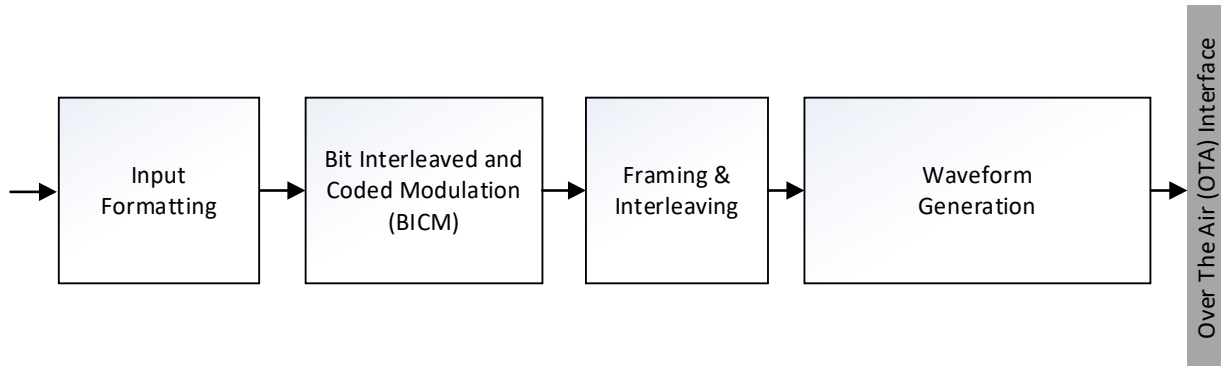 Input
Formatting
Bit Interleaved and
Coded Modulation
(BICM)
Framing &
Interleaving
Waveform
Generation
Over The Air (OTA) Interface